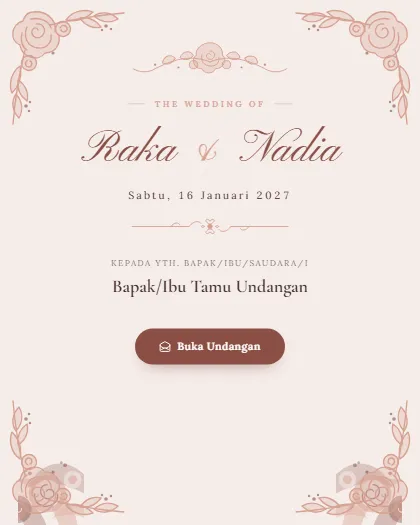 THE WEDDING OF
Raka & Nadia
Sabtu, 16 Januari 2027
KEPADA YTH. BAPAK/IBU/SAUDARA/I
Bapak/Ibu Tamu Undangan
Buka Undangan